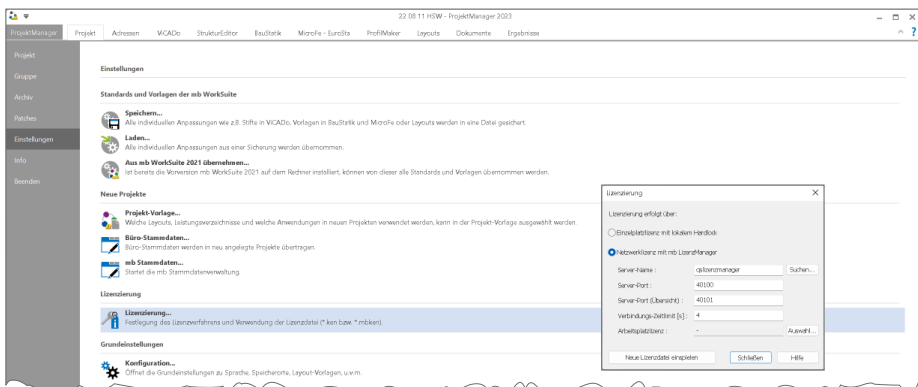 22 08 11 HSW - ProjektManager 2023
ProjektManager Projekt Adressen ViCADo StrukturEditor BauStatik MicroFe - EuroSta ProfilMaker Layouts Dokumente Ergebnisse ?
Projekt
Gruppe
Archiv
Patches
Einstellungen
Info
Beenden
Einstellungen
Standards und Vorlagen der mb WorkSuite
Speichern...
Alle individuellen Anpassungen wie z.B. Stifte in ViCADo, Vorlagen in BauStatik und MicroFe oder Layouts werden in eine Datei gesichert.
Laden...
Alle individuellen Anpassungen aus einer Sicherung werden übernommen.
Aus mb WorkSuite 2021 übernehmen...
Ist bereits die Vorversion mb WorkSuite 2021 auf dem Rechner installiert, können von dieser alle Standards und Vorlagen übernommen werden.
Neue Projekte
Projekt-Vorlage...
Welche Layouts, Leistungsverzeichnisse und welche Anwendungen in neuen Projekten verwendet werden, kann in der Projekt-Vorlage ausgewählt werden.
Büro-Stammdaten...
Büro-Stammdaten werden in neu angelegte Projekte übertragen.
mb Stammdaten...
Startet die mb Stammdatenverwaltung.
Lizenzierung
Lizenzierung...
Festlegung des Lizenzverfahrens und Verwendung der Lizenzdatei (*.ken bzw. *.mbken).
Grundeinstellungen
Konfiguration...
Öffnet die Grundeinstellungen zu Sprache, Speicherorte, Layout-Vorlagen, u.v.m.
Lizenzierung
Lizenzierung erfolgt über:
Einzelplatzlizenz mit lokalem Hardlock
Netzwerklizenz mit mb LizenzManager
Server-Name : qslizenzmanager Suchen...
Server-Port : 40100
Server-Port (Übersicht) : 40101
Verbindungs-Zeitlimit [s] : 4
Arbeitsplatzlizenz : - Auswahl...
Neue Lizenzdatei einspielen Schließen Hilfe